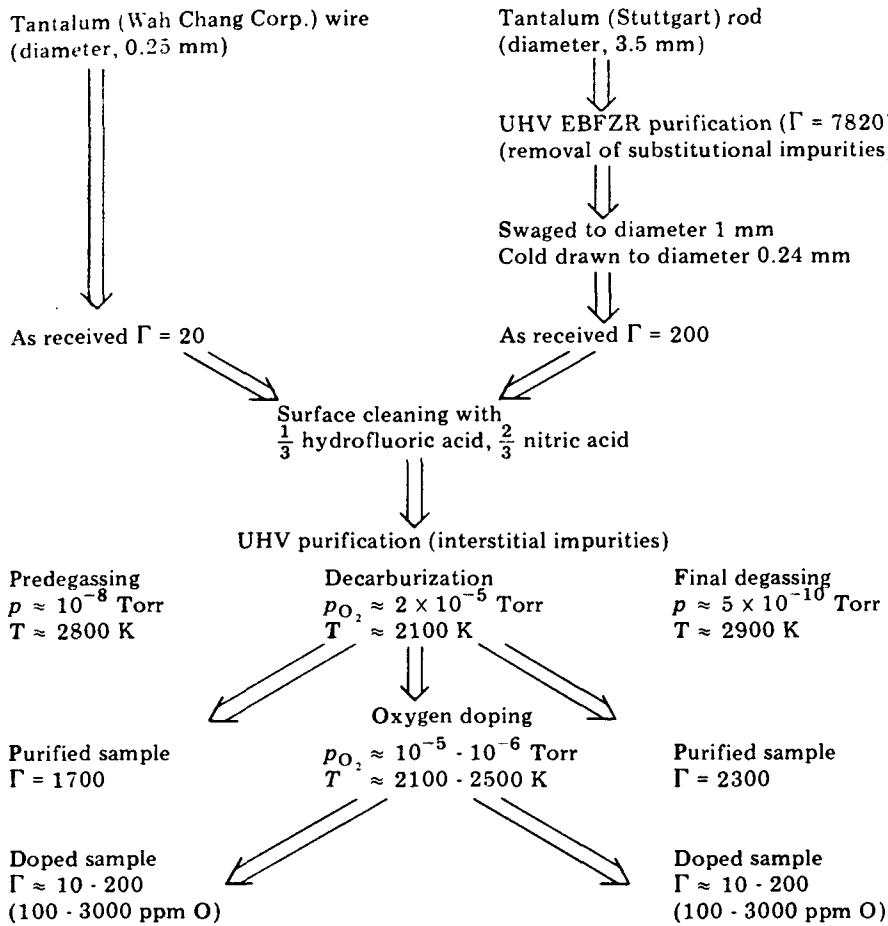 Tantalum (Wah Chang Corp.) wire
(diameter, 0.25 mm)
Tantalum (Stuttgart) rod
(diameter, 3.5 mm)
UHV EBFZR purification (Γ = 7820)
(removal of substitutional impurities)
Swaged to diameter 1 mm
Cold drawn to diameter 0.24 mm
As received Γ = 20
As received Γ = 200
Surface cleaning with
1/3 hydrofluoric acid, 2/3 nitric acid
UHV purification (interstitial impurities)
Predegassing
p ≈ 10⁻⁸ Torr
T ≈ 2800 K
Decarburization
p_O₂ ≈ 2 × 10⁻⁵ Torr
T ≈ 2100 K
Final degassing
p ≈ 5 × 10⁻¹⁰ Torr
T ≈ 2900 K
Oxygen doping
p_O₂ ≈ 10⁻⁵ - 10⁻⁶ Torr
T ≈ 2100 - 2500 K
Purified sample
Γ = 1700
Purified sample
Γ = 2300
Doped sample
Γ ≈ 10 - 200
(100 - 3000 ppm O)
Doped sample
Γ ≈ 10 - 200
(100 - 3000 ppm O)